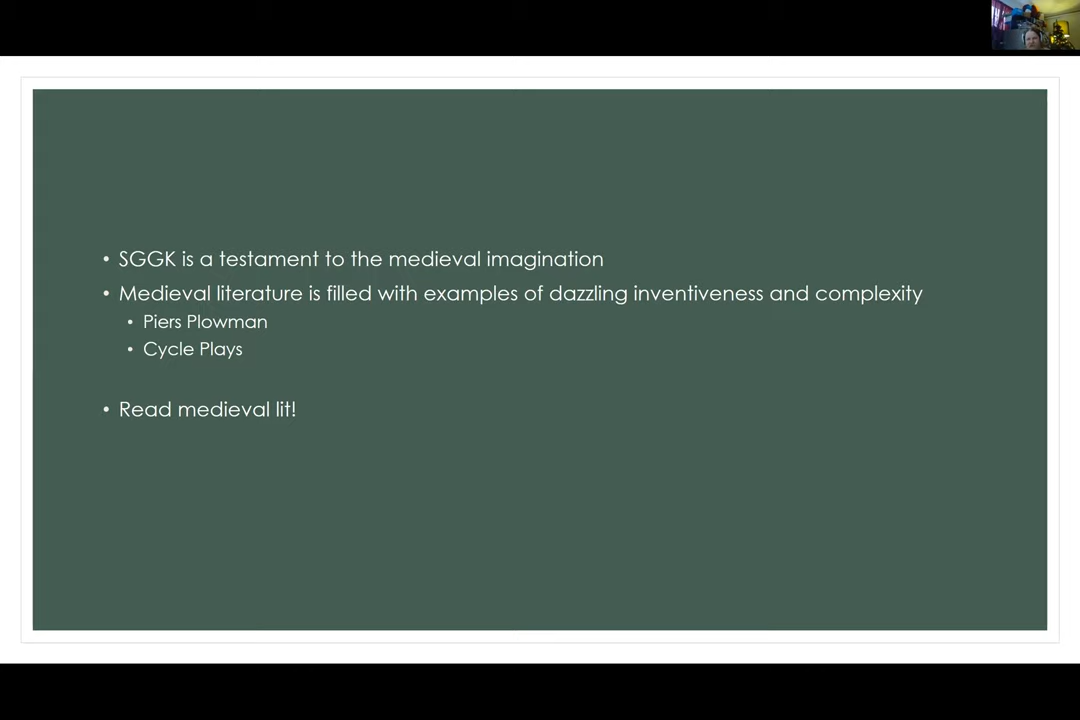 • SGGK is a testament to the medieval imagination
• Medieval literature is filled with examples of dazzling inventiveness and complexity
• Piers Plowman
• Cycle Plays
• Read medieval lit!